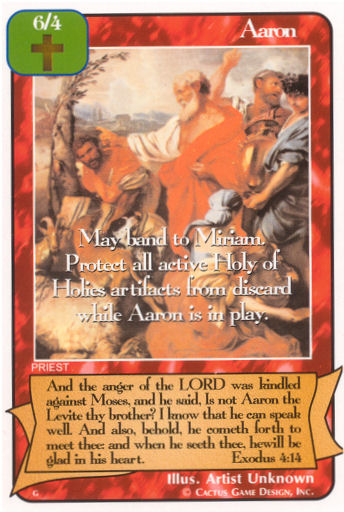 6/4
Aaron
May band to Miriam.
Protect all active Holy of
Holies artifacts from discard
while Aaron is in play.
PRIEST.
And the anger of the LORD was kindled
against Moses, and he said, Is not Aaron the
Levite thy brother? I know that he can speak
well. And also, behold, he cometh forth to
meet thee: and when he seeth thee, hewill be
glad in his heart. Exodus 4:14
Illus. Artist Unknown
G © CACTUS GAME DESIGN, INC.